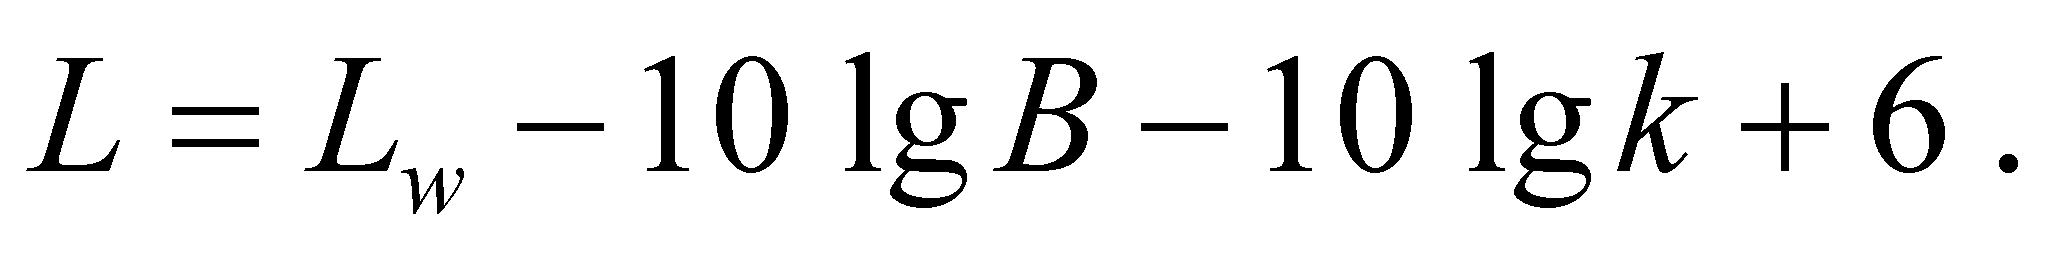 L = L_w − 10 lg B − 10 lg k + 6 .